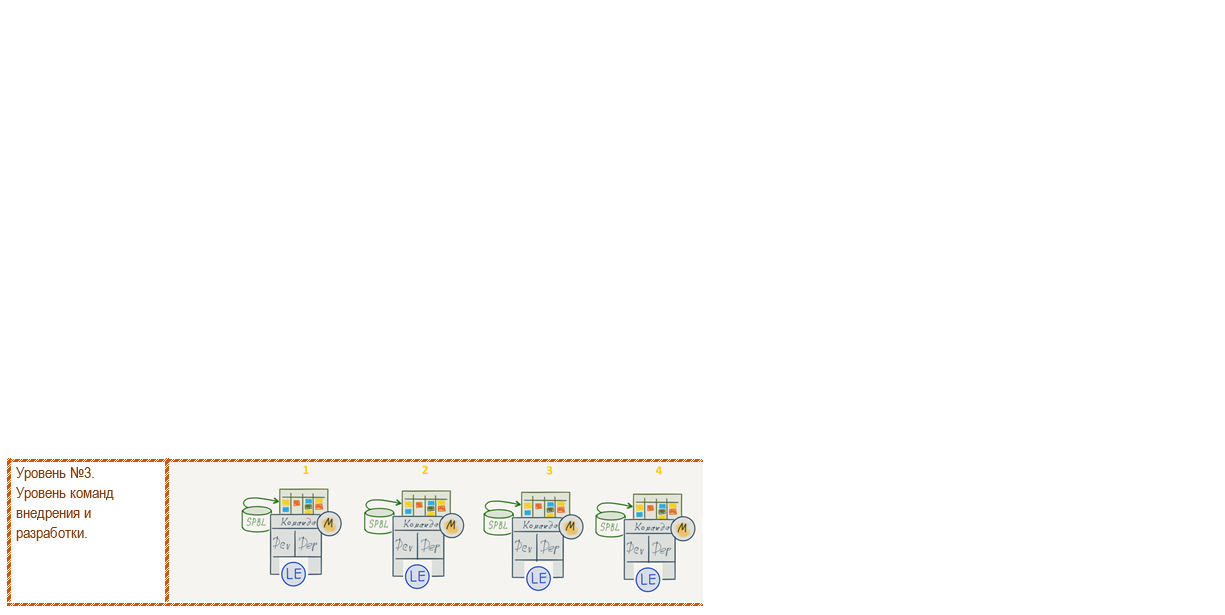 Уровень №3.
Уровень команд
внедрения и
разработки.
1 2 3 4
SPBL Команда M
Dev Dep
LE
SPBL Команда M
Dev Dep
LE
SPBL Команда M
Dev Dep
LE
SPBL Команда M
Dev Dep
LE